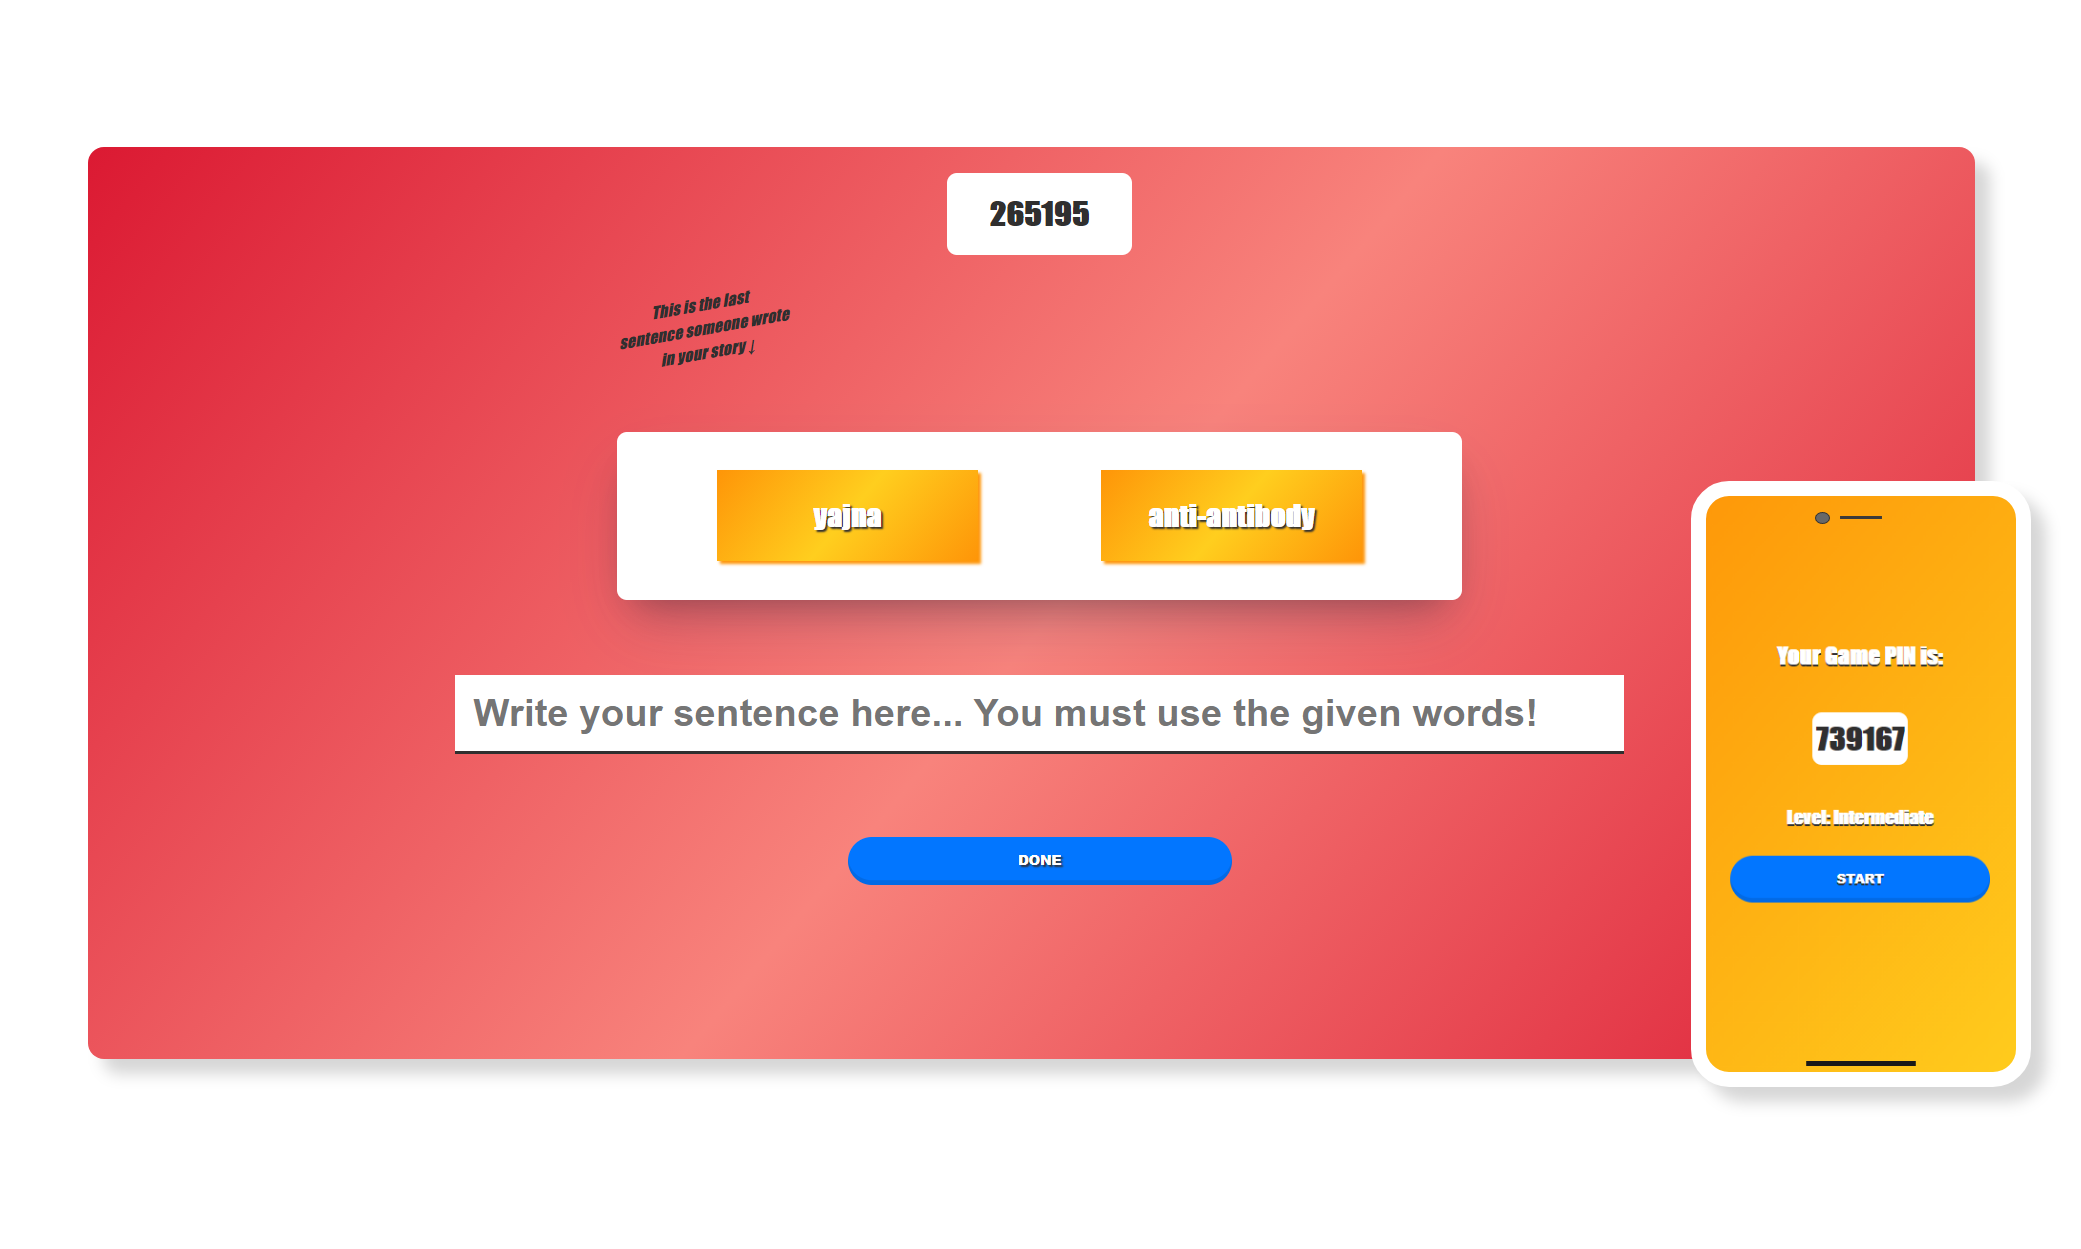 265195
This is the last
sentence someone wrote
in your story ↓
yajna
anti-antibody
Write your sentence here... You must use the given words!
DONE
Your Game PIN is:
739167
Level: Intermediate
START